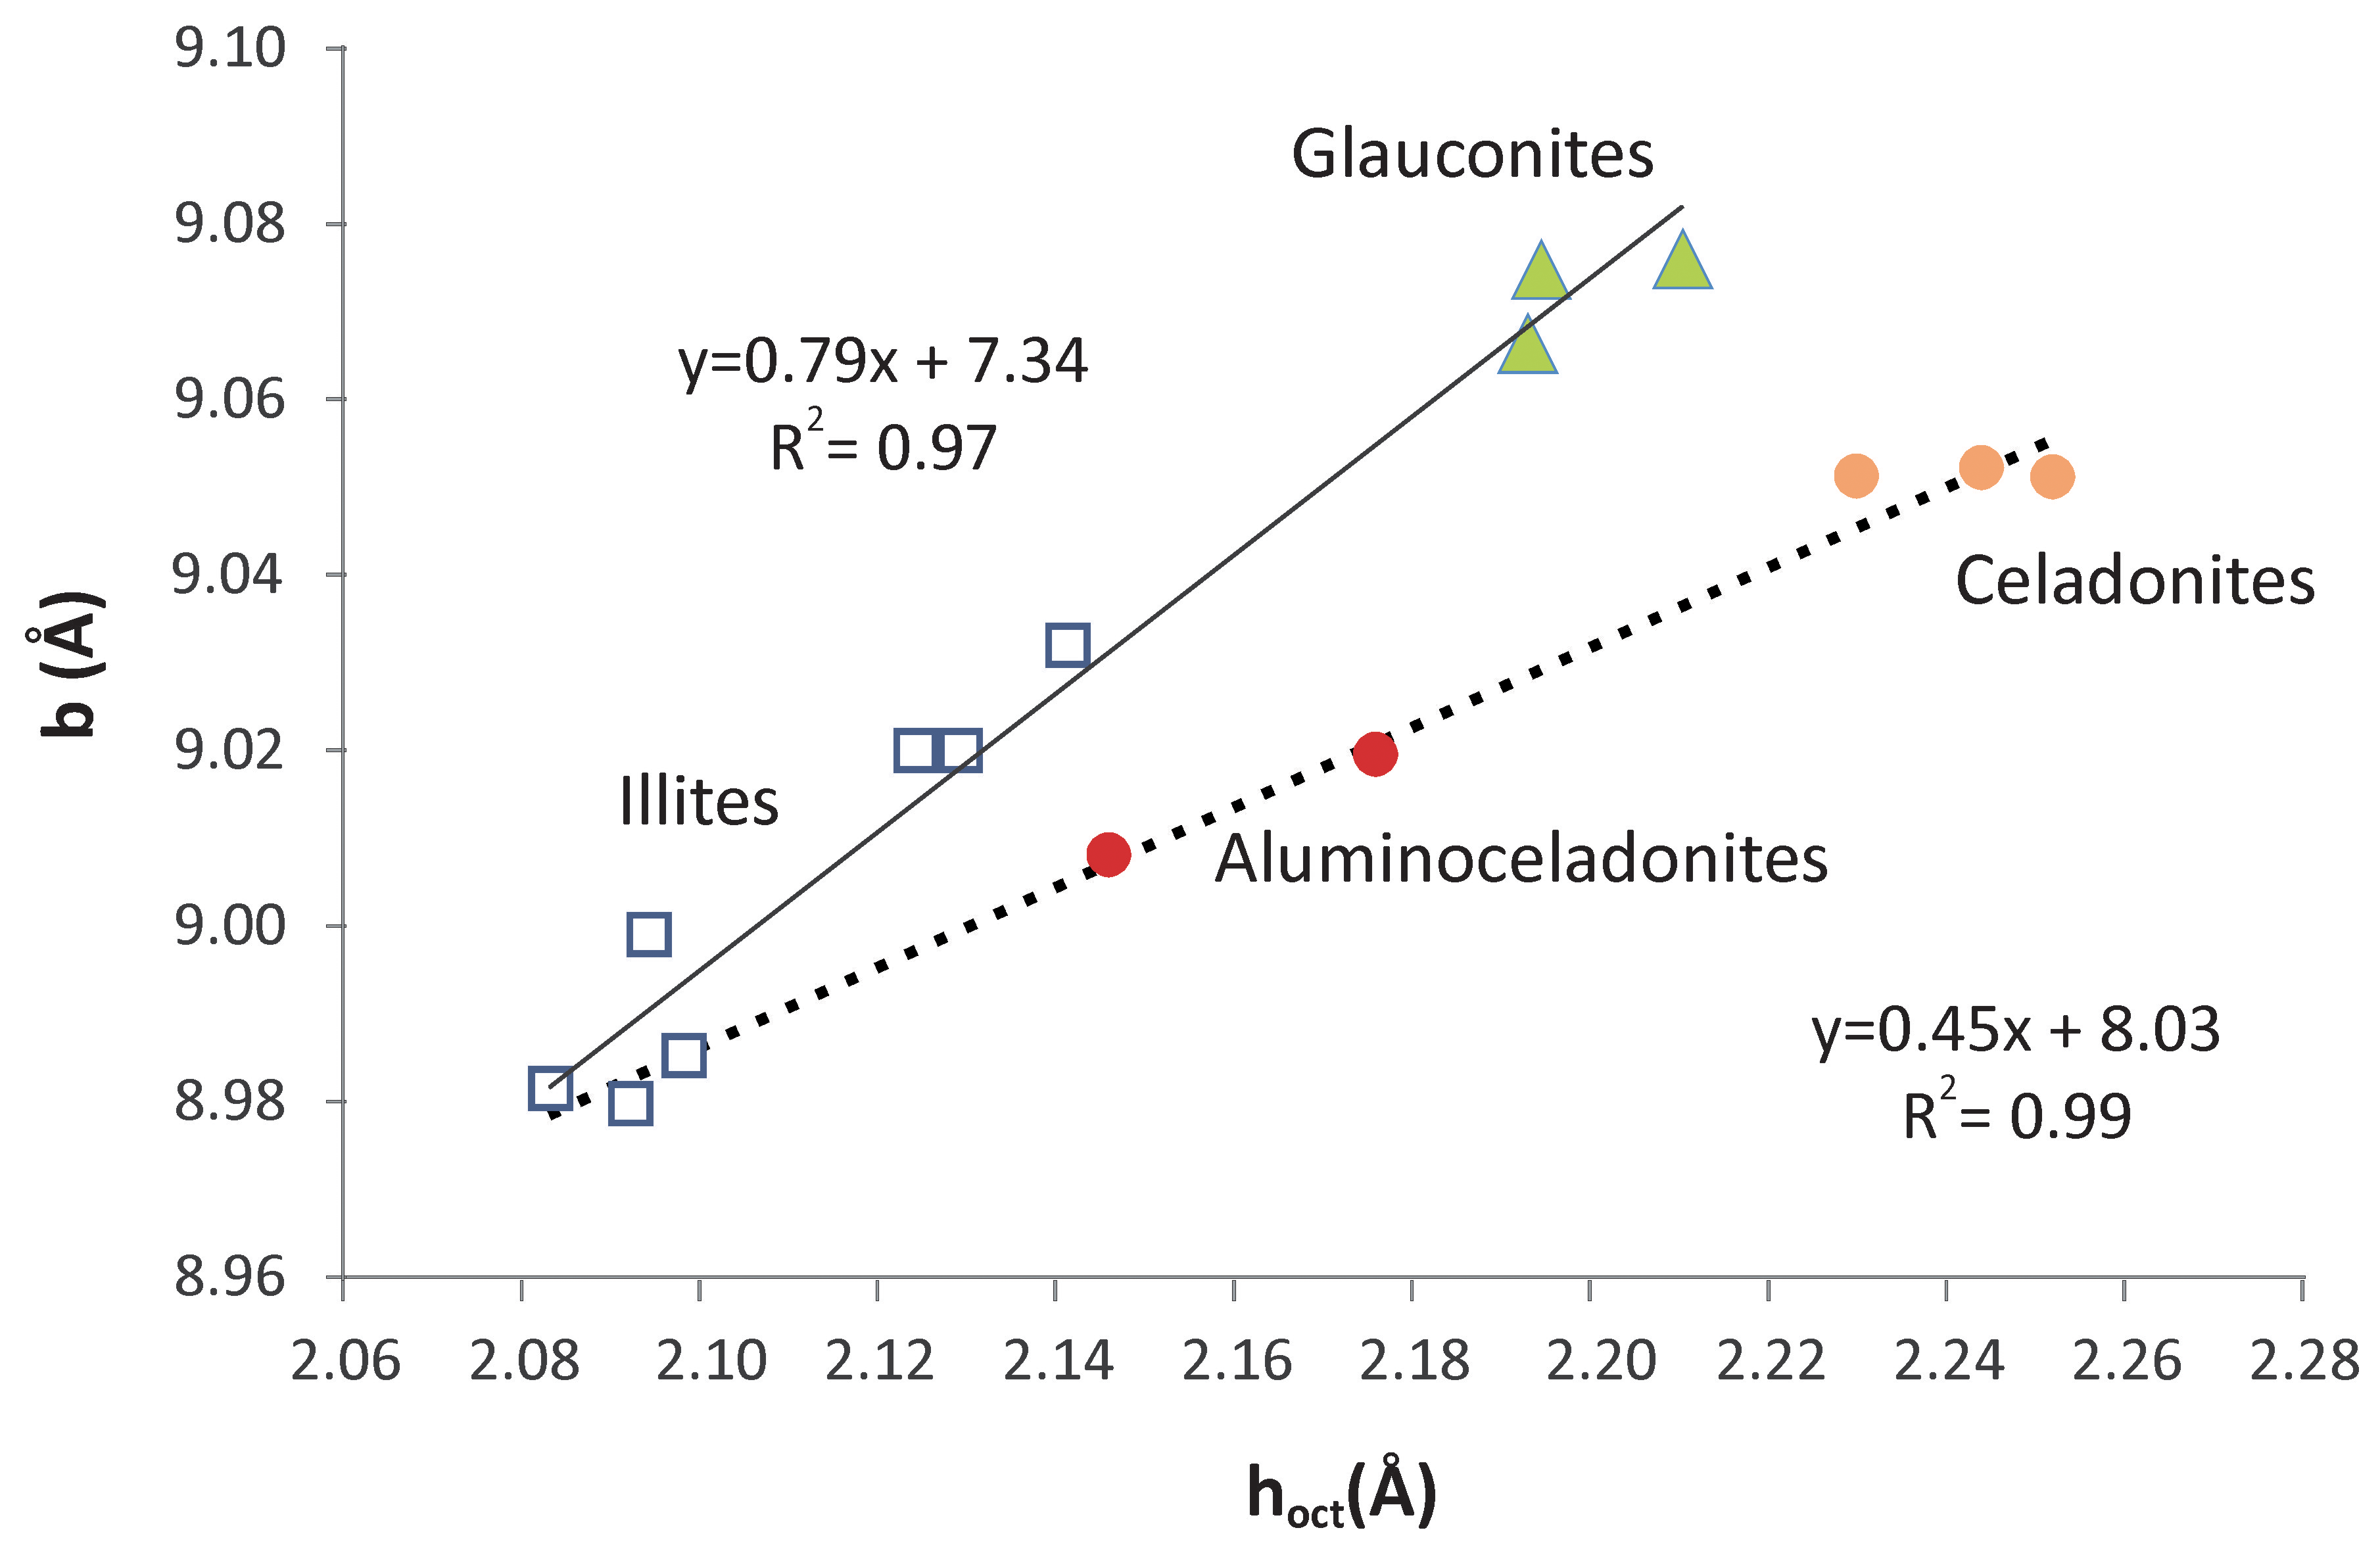 9.10
9.08
9.06
9.04
9.02
9.00
8.98
8.96
b (Å)
Glauconites
y=0.79x + 7.34
R²= 0.97
Celadonites
Illites
Aluminoceladonites
y=0.45x + 8.03
R²= 0.99
2.06 2.08 2.10 2.12 2.14 2.16 2.18 2.20 2.22 2.24 2.26 2.28
hoct(Å)